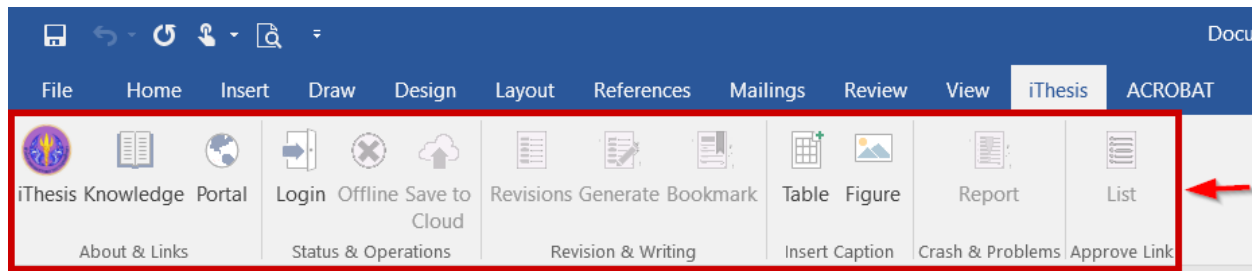 Docu
File Home Insert Draw Design Layout References Mailings Review View iThesis ACROBAT
iThesis Knowledge Portal Login Offline Save to Revisions Generate Bookmark Table Figure Report List
Cloud
About & Links Status & Operations Revision & Writing Insert Caption Crash & Problems Approve Link